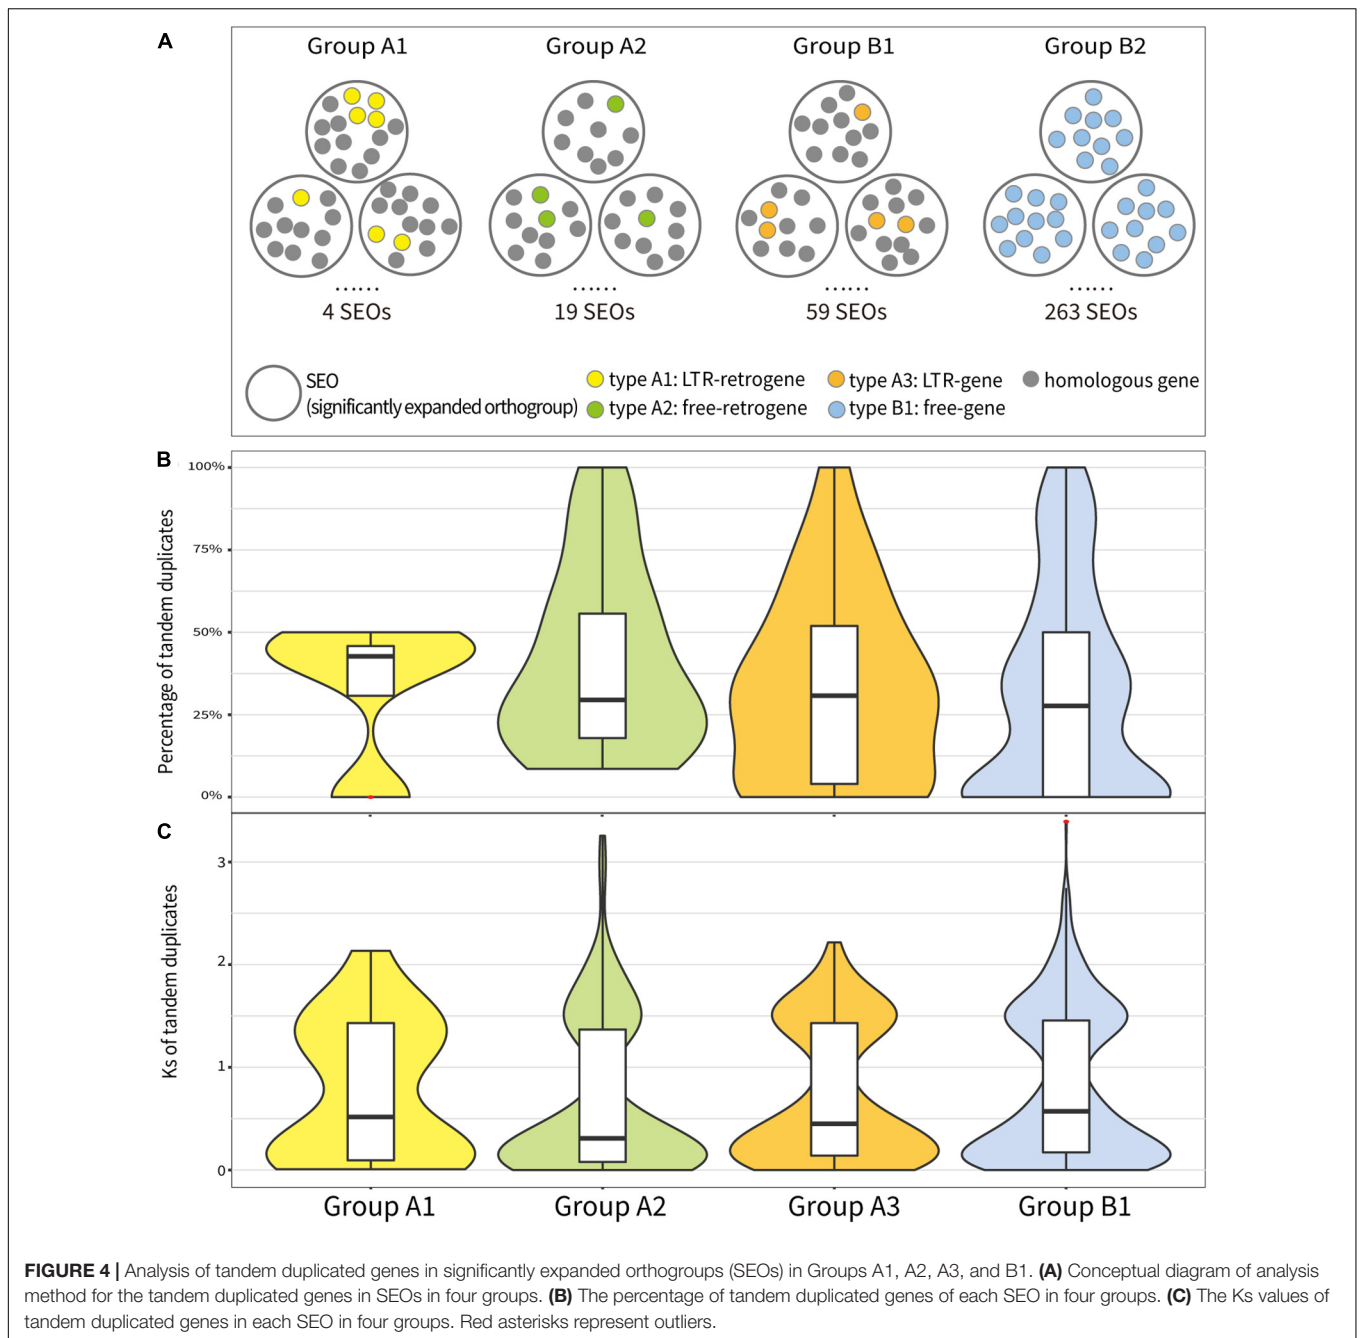 A
Group A1 Group A2 Group B1 Group B2
...... ...... ...... ......
4 SEOs 19 SEOs 59 SEOs 263 SEOs
SEO
(significantly expanded orthogroup)
type A1: LTR-retrogene type A3: LTR-gene homologous gene
type A2: free-retrogene type B1: free-gene
B
Percentage of tandem duplicates
100%
75%
50%
25%
0%
C
Ks of tandem duplicates
3
2
1
0
Group A1 Group A2 Group A3 Group B1
FIGURE 4 | Analysis of tandem duplicated genes in significantly expanded orthogroups (SEOs) in Groups A1, A2, A3, and B1. (A) Conceptual diagram of analysis
method for the tandem duplicated genes in SEOs in four groups. (B) The percentage of tandem duplicated genes of each SEO in four groups. (C) The Ks values of
tandem duplicated genes in each SEO in four groups. Red asterisks represent outliers.